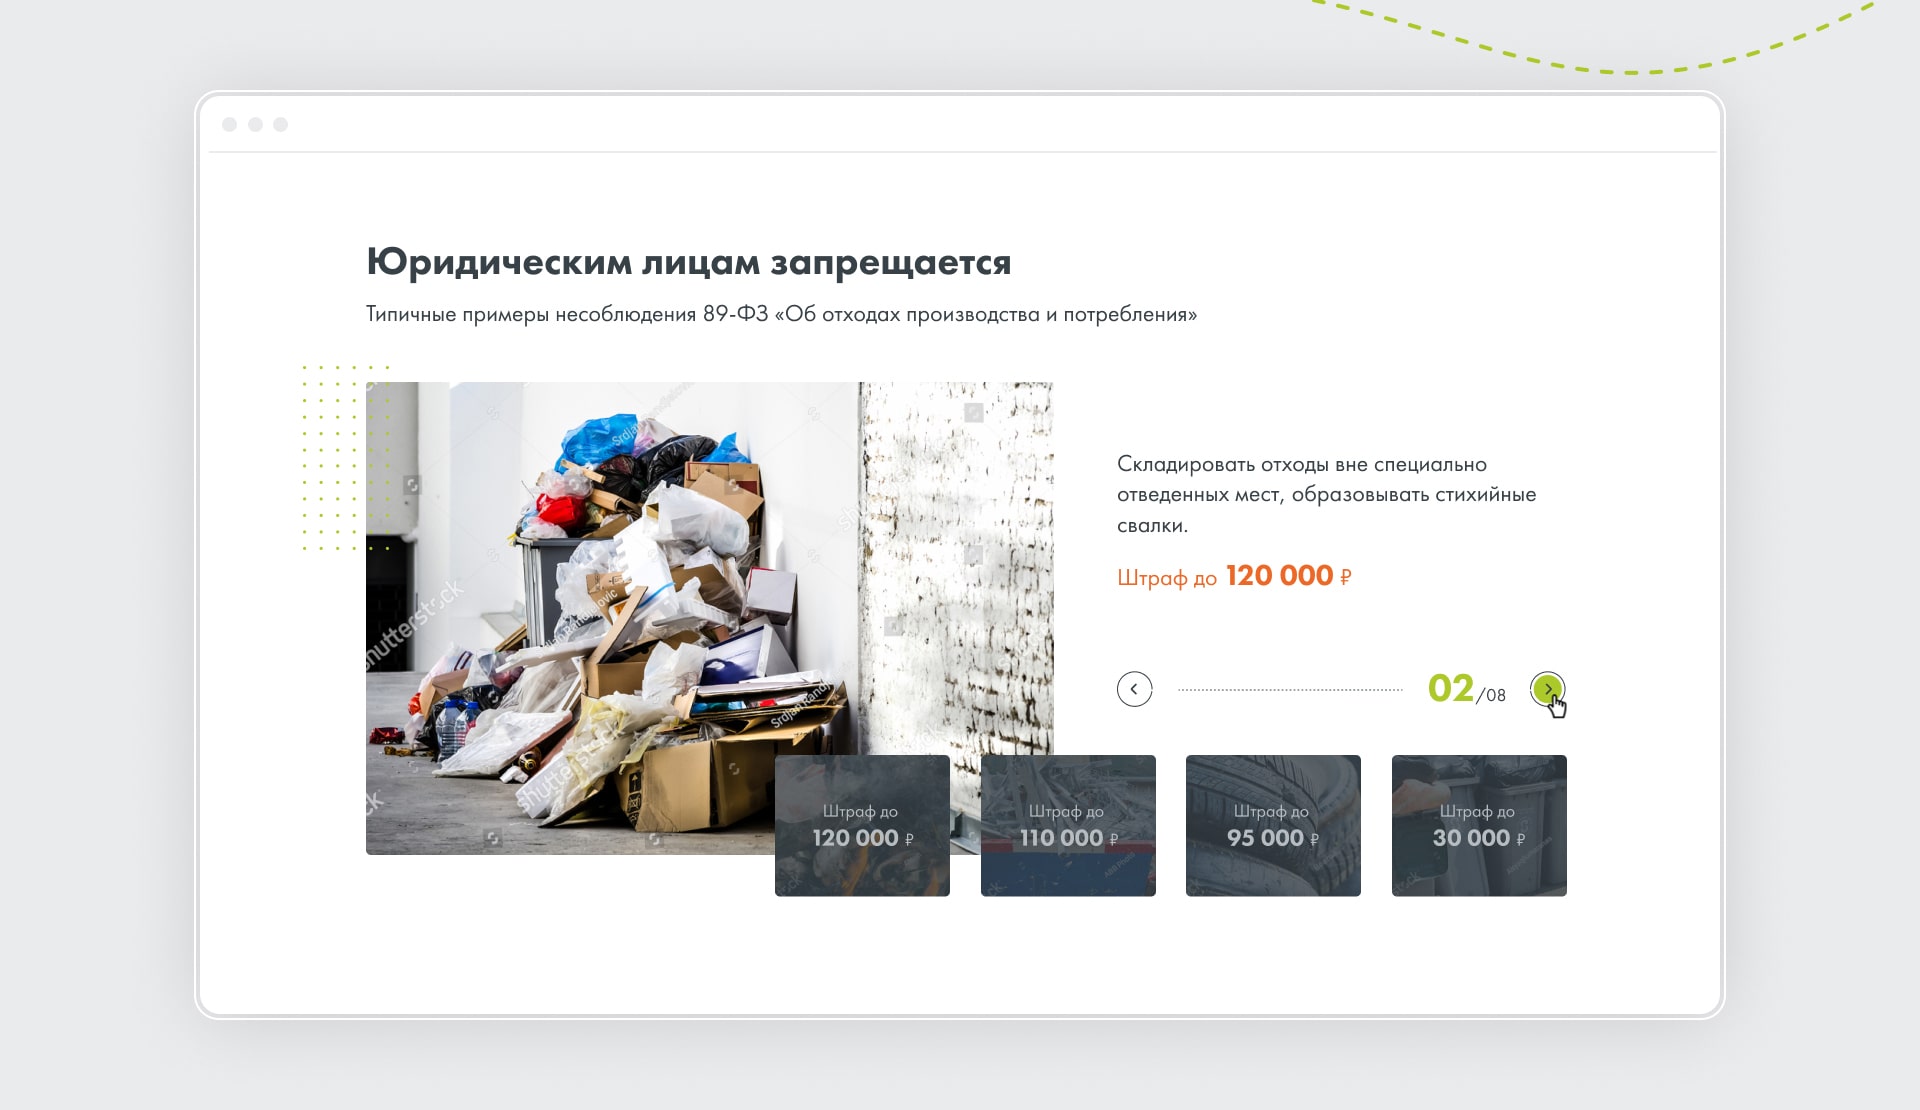 Юридическим лицам запрещается
Типичные примеры несоблюдения 89-ФЗ «Об отходах производства и потребления»
Складировать отходы вне специально
отведенных мест, образовывать стихийные
свалки.
Штраф до 120 000 ₽
02/08
Штраф до
120 000 ₽
Штраф до
110 000 ₽
Штраф до
95 000 ₽
Штраф до
30 000 ₽
shutterstock
shutterstock